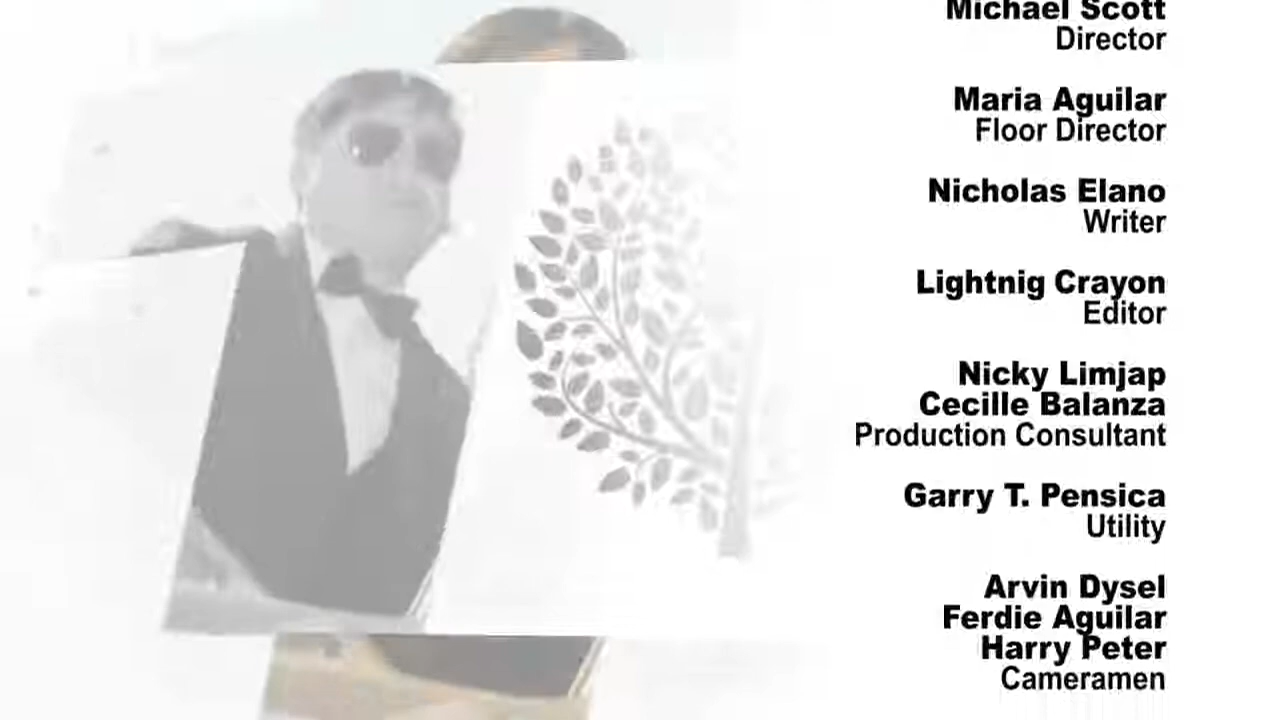 Michael Scott
Director
Maria Aguilar
Floor Director
Nicholas Elano
Writer
Lightnig Crayon
Editor
Nicky Limjap
Cecille Balanza
Production Consultant
Garry T. Pensica
Utility
Arvin Dysel
Ferdie Aguilar
Harry Peter
Cameramen